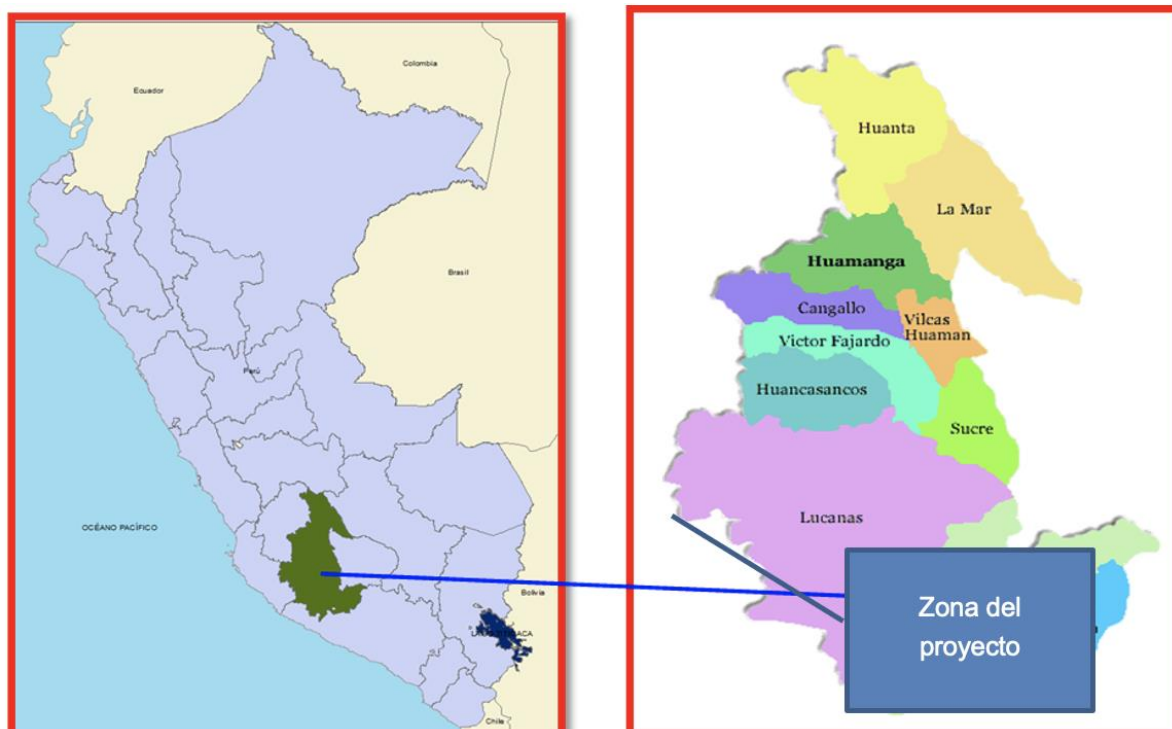 Colombia
Ecuador
Brasil
Perú
OCÉANO PACÍFICO
Bolivia
Chile
Huanta
La Mar
Huamanga
Cangallo
Vilcas
Huaman
Victor Fajardo
Huancasancos
Sucre
Lucanas
Zona del
proyecto